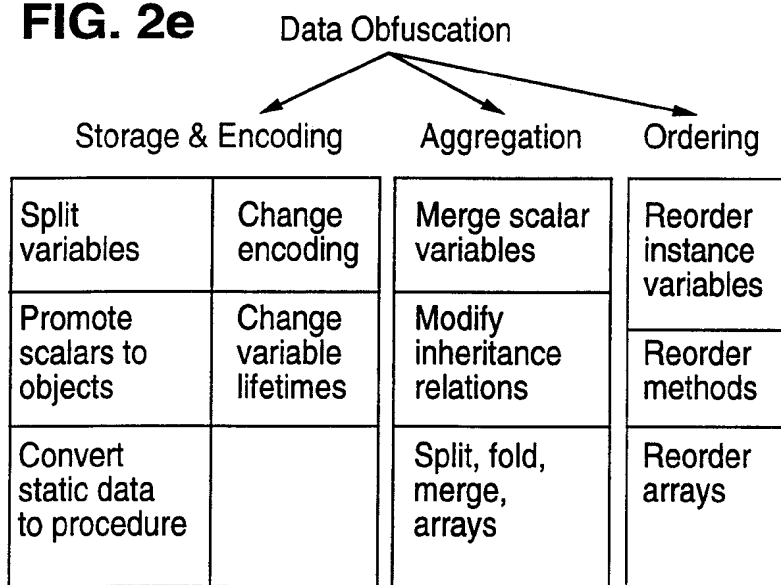 FIG. 2e
Data Obfuscation
Storage & Encoding
Aggregation
Ordering
Split
variables
Change
encoding
Promote
scalars to
objects
Change
variable
lifetimes
Convert
static data
to procedure
Merge scalar
variables
Modify
inheritance
relations
Split, fold,
merge,
arrays
Reorder
instance
variables
Reorder
methods
Reorder
arrays